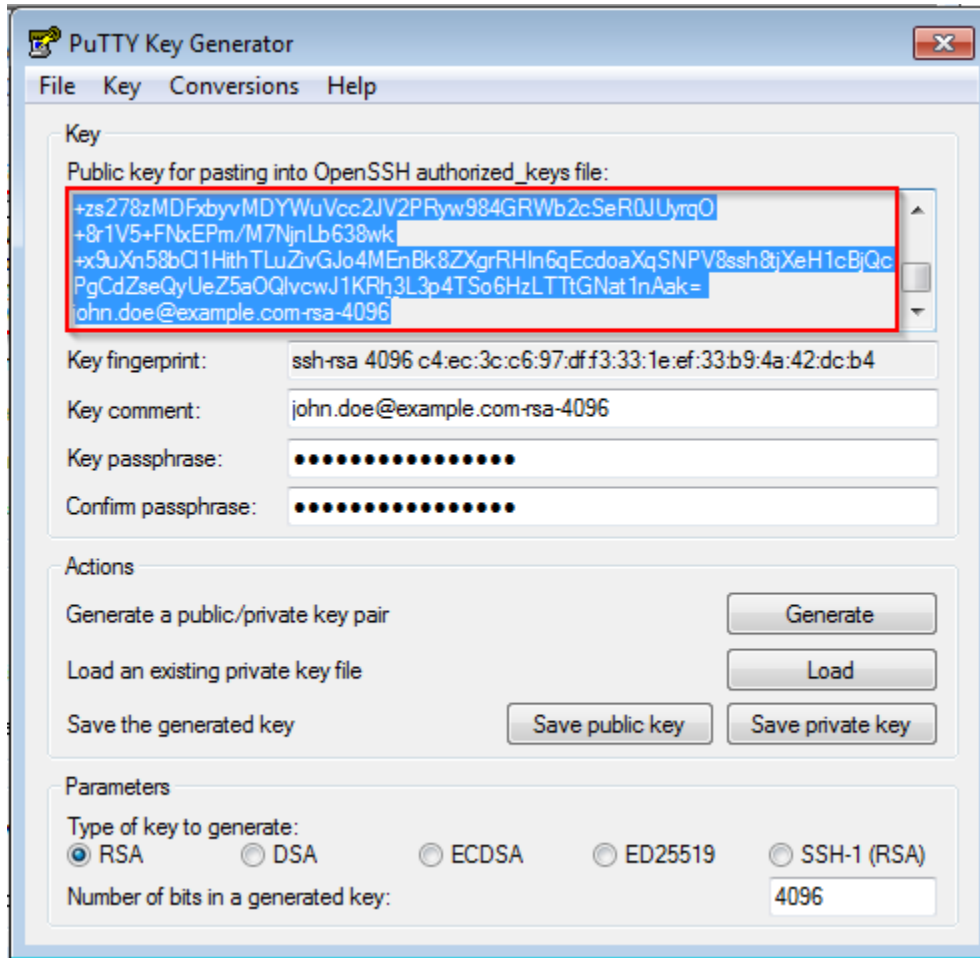 PuTTY Key Generator
File Key Conversions Help
Key
Public key for pasting into OpenSSH authorized_keys file:
+zs278zMDFxbyvMDYWuVcc2JV2PRyw984GRWb2cSeR0JUyrqO
+8r1V5+FNxEPm/M7NjnLb638wk
+x9uXn58bCl1HithTLuZivGJo4MEnBk8ZXgrRHln6qEcdoaXqSNPV8ssh8tjXeH1cBjQc
PgCdZseQyUeZ5aOQlvcwJ1KRh3L3p4TSo6HzLTTtGNat1nAak=
john.doe@example.com-rsa-4096
Key fingerprint: ssh-rsa 4096 c4:ec:3c:c6:97:df:f3:33:1e:ef:33:b9:4a:42:dc:b4
Key comment: john.doe@example.com-rsa-4096
Key passphrase: ●●●●●●●●●●●●●●●●
Confirm passphrase: ●●●●●●●●●●●●●●●●
Actions
Generate a public/private key pair Generate
Load an existing private key file Load
Save the generated key Save public key Save private key
Parameters
Type of key to generate:
RSA DSA ECDSA ED25519 SSH-1 (RSA)
Number of bits in a generated key: 4096